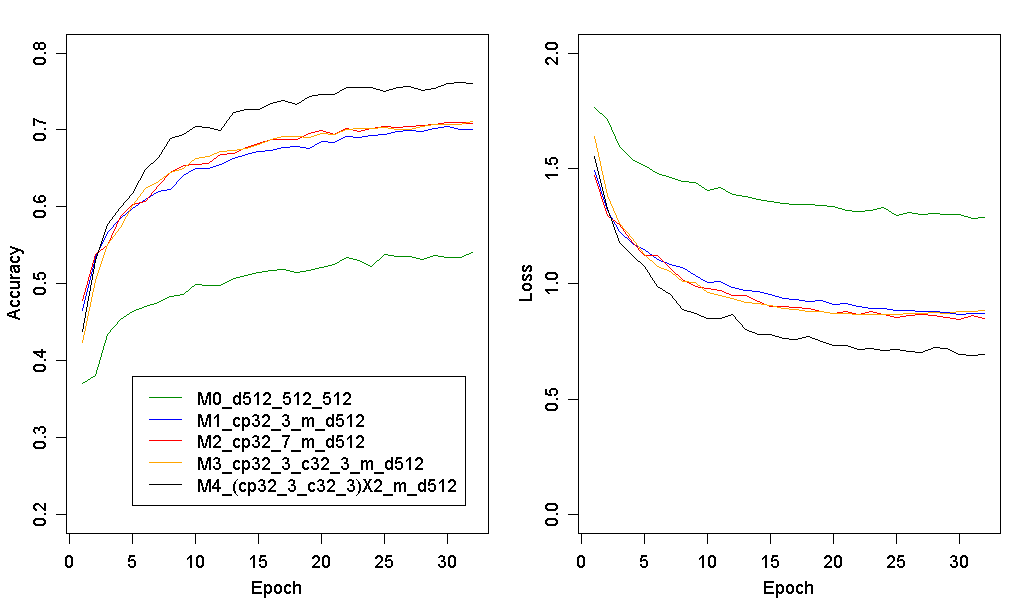 0.8
0.7
0.6
0.5
0.4
0.3
0.2
Accuracy
0 5 10 15 20 25 30
Epoch
M0_d512_512_512
M1_cp32_3_m_d512
M2_cp32_7_m_d512
M3_cp32_3_c32_3_m_d512
M4_(cp32_3_c32_3)X2_m_d512
2.0
1.5
1.0
0.5
0.0
Loss
0 5 10 15 20 25 30
Epoch